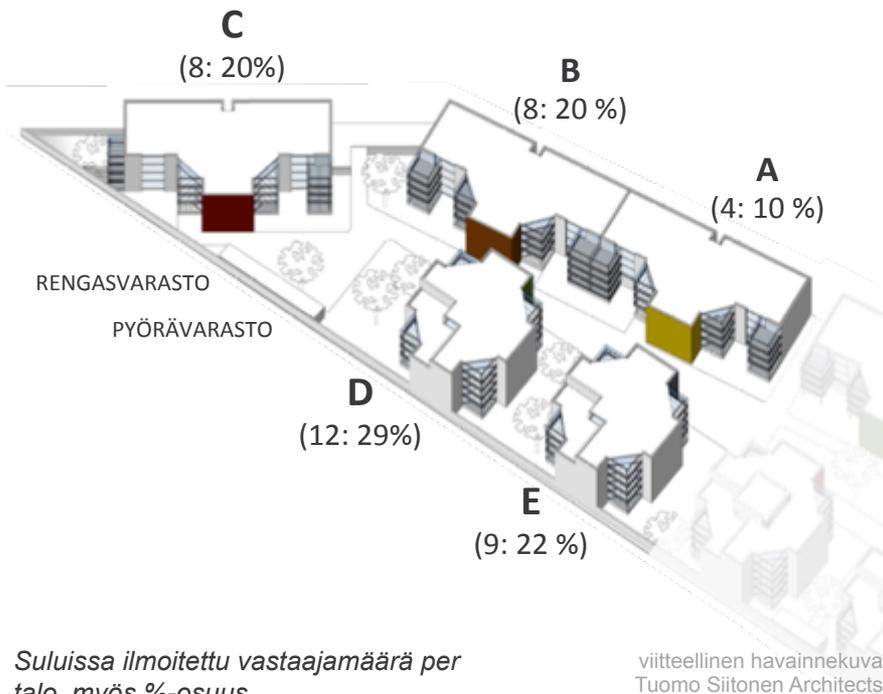 C
(8: 20%)
B
(8: 20 %)
A
(4: 10 %)
RENGASVARASTO
PYÖRÄVARASTO
D
(12: 29%)
E
(9: 22 %)
Suluissa ilmoitettu vastaajamäärä per
talo, myös %-osuus
viitteellinen havainnekuva
Tuomo Siitonen Architects